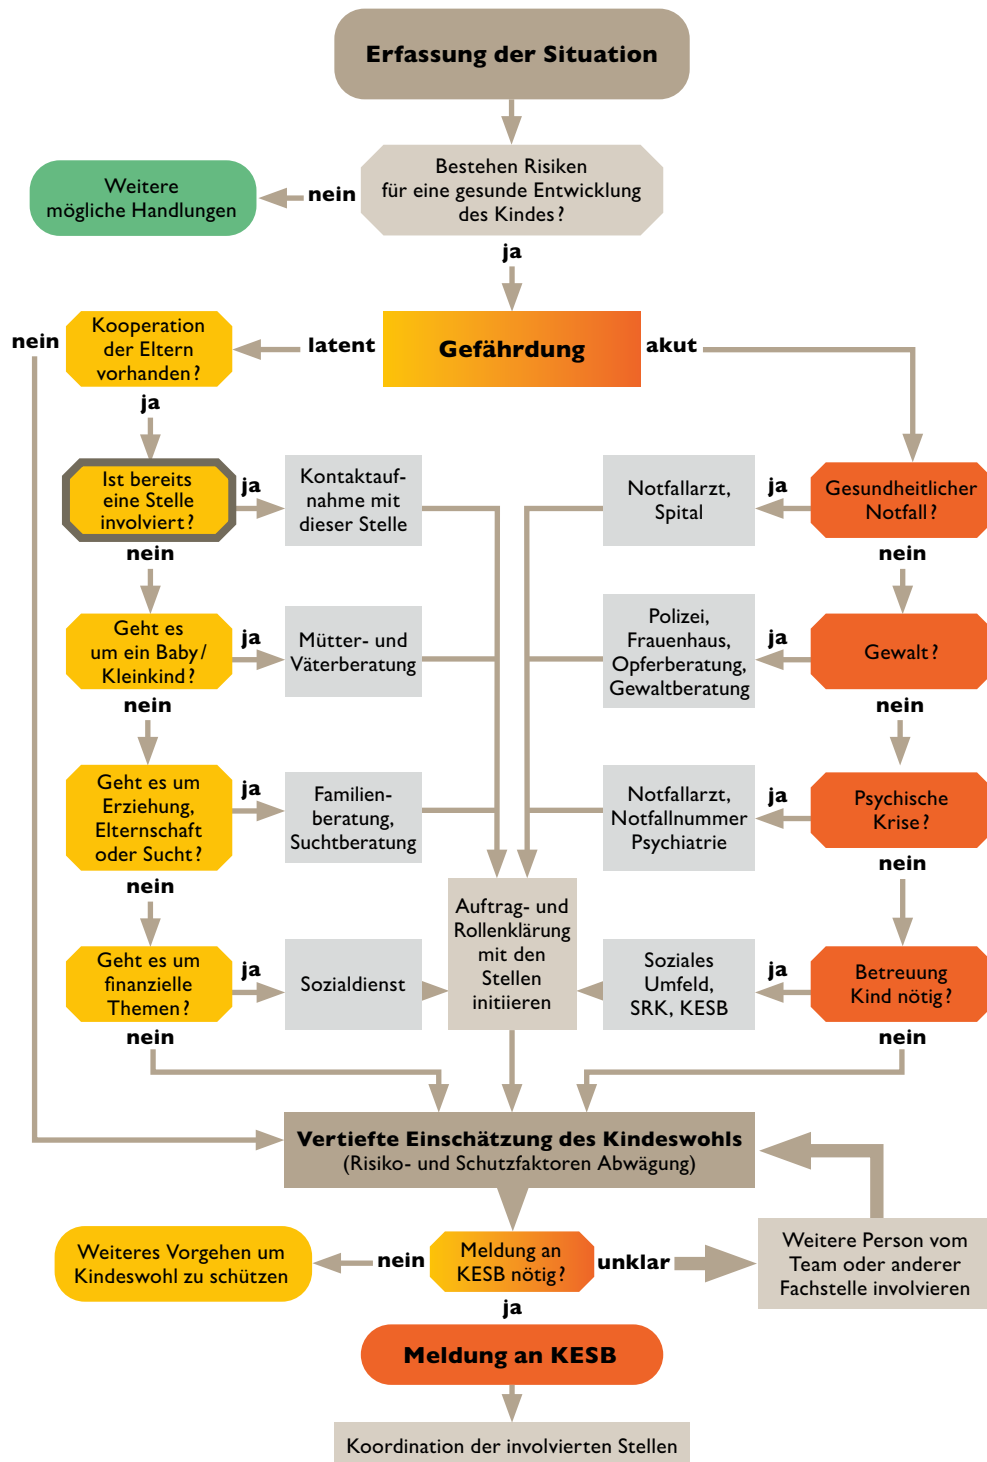 Erfassung der Situation
Bestehen Risiken
für eine gesunde Entwicklung
des Kindes?
nein
Weitere
mögliche Handlungen
ja
nein
Kooperation
der Eltern
vorhanden?
latent
Gefährdung
akut
ja
Ist bereits
eine Stelle
involviert?
ja
Kontaktauf-
nahme mit
dieser Stelle
Notfallarzt,
Spital
ja
Gesundheitlicher
Notfall?
nein
nein
Geht es
um ein Baby/
Kleinkind?
ja
Mütter- und
Väterberatung
Polizei,
Frauenhaus,
Opferberatung,
Gewaltberatung
ja
Gewalt?
nein
nein
Geht es um
Erziehung,
Elternschaft
oder Sucht?
ja
Familien-
beratung,
Suchtberatung
Notfallarzt,
Notfallnummer
Psychiatrie
ja
Psychische
Krise?
nein
nein
Auftrag- und
Rollenklärung
mit den
Stellen
initiieren
Geht es um
finanzielle
Themen?
ja
Sozialdienst
Soziales
Umfeld,
SRK, KESB
ja
Betreuung
Kind nötig?
nein
nein
Vertiefte Einschätzung des Kindeswohls
(Risiko- und Schutzfaktoren Abwägung)
Weiteres Vorgehen um
Kindeswohl zu schützen
nein
Meldung an
KESB nötig?
unklar
Weitere Person vom
Team oder anderer
Fachstelle involvieren
ja
Meldung an KESB
Koordination der involvierten Stellen